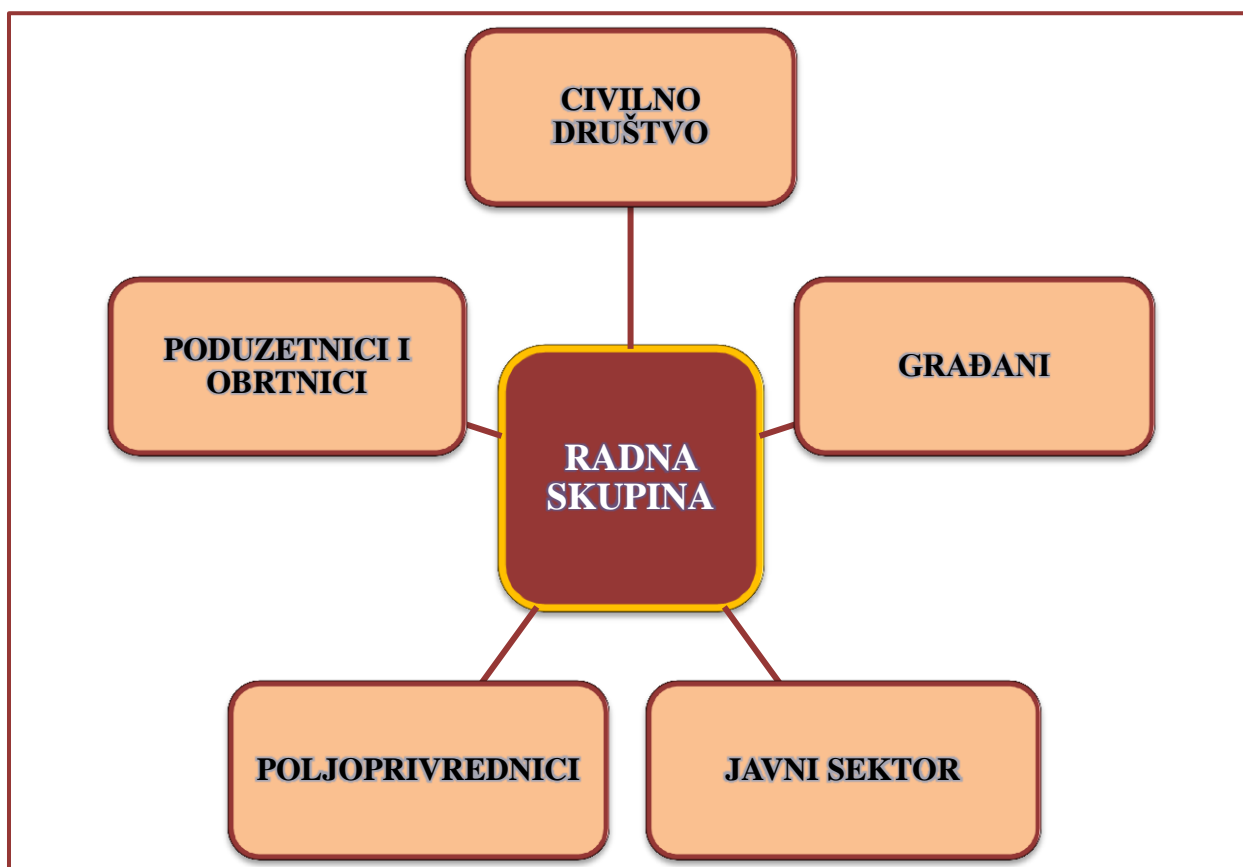 CIVILNO
DRUŠTVO
PODUZETNICI I
OBRTNICI
GRAĐANI
RADNA
SKUPINA
POLJOPRIVREDNICI
JAVNI SEKTOR